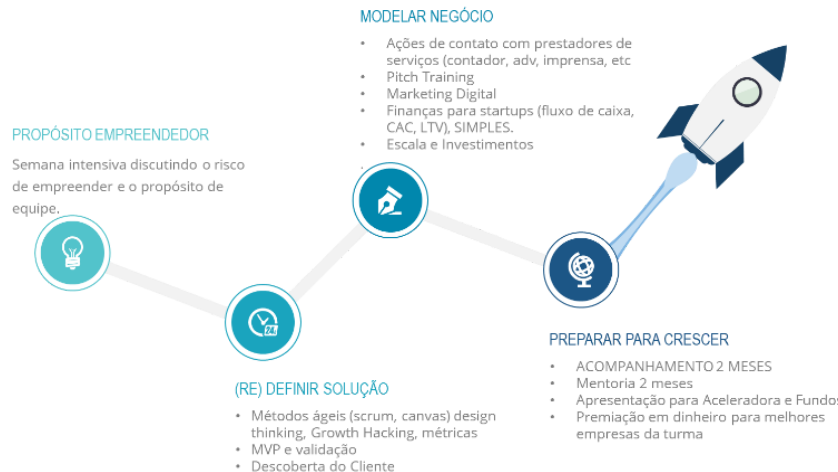 PROPÓSITO EMPREENDEDOR
Semana intensiva discutindo o risco
de empreender e o propósito de
equipe.
(RE) DEFINIR SOLUÇÃO
• Métodos ágeis (scrum, canvas) design
thinking, Growth Hacking, métricas
• MVP e validação
• Descoberta do Cliente
MODELAR NEGÓCIO
• Ações de contato com prestadores de
serviços (contador, adv, imprensa, etc
• Pitch Training
• Marketing Digital
• Finanças para startups (fluxo de caixa,
CAC, LTV), SIMPLES.
• Escala e Investimentos
.
PREPARAR PARA CRESCER
• ACOMPANHAMENTO 2 MESES
• Mentoria 2 meses
• Apresentação para Aceleradora e Fundos
• Premiação em dinheiro para melhores
empresas da turma
24